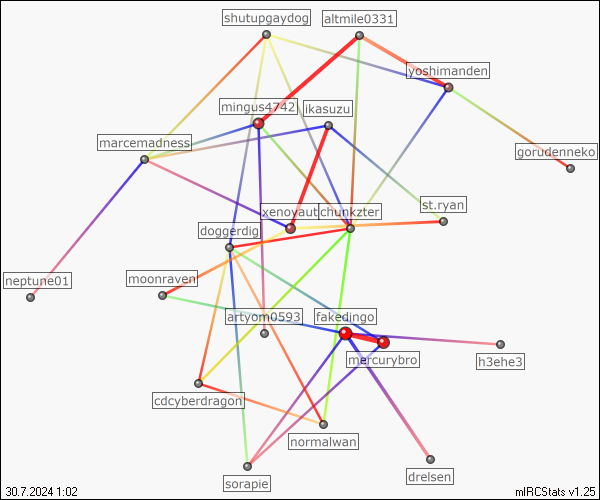 shutupgaydog
altmile0331
yoshimanden
mingus4742
ikasuzu
marcemadness
gorudenneko
xenoyaut
chunkzter
st.ryan
doggerdig
neptune01
moonraven
artyom0593
fakedingo
mercurybro
h3ehe3
cdcyberdragon
normalwan
sorapie
drelsen
30.7.2024 1:02
mIRCStats v1.25